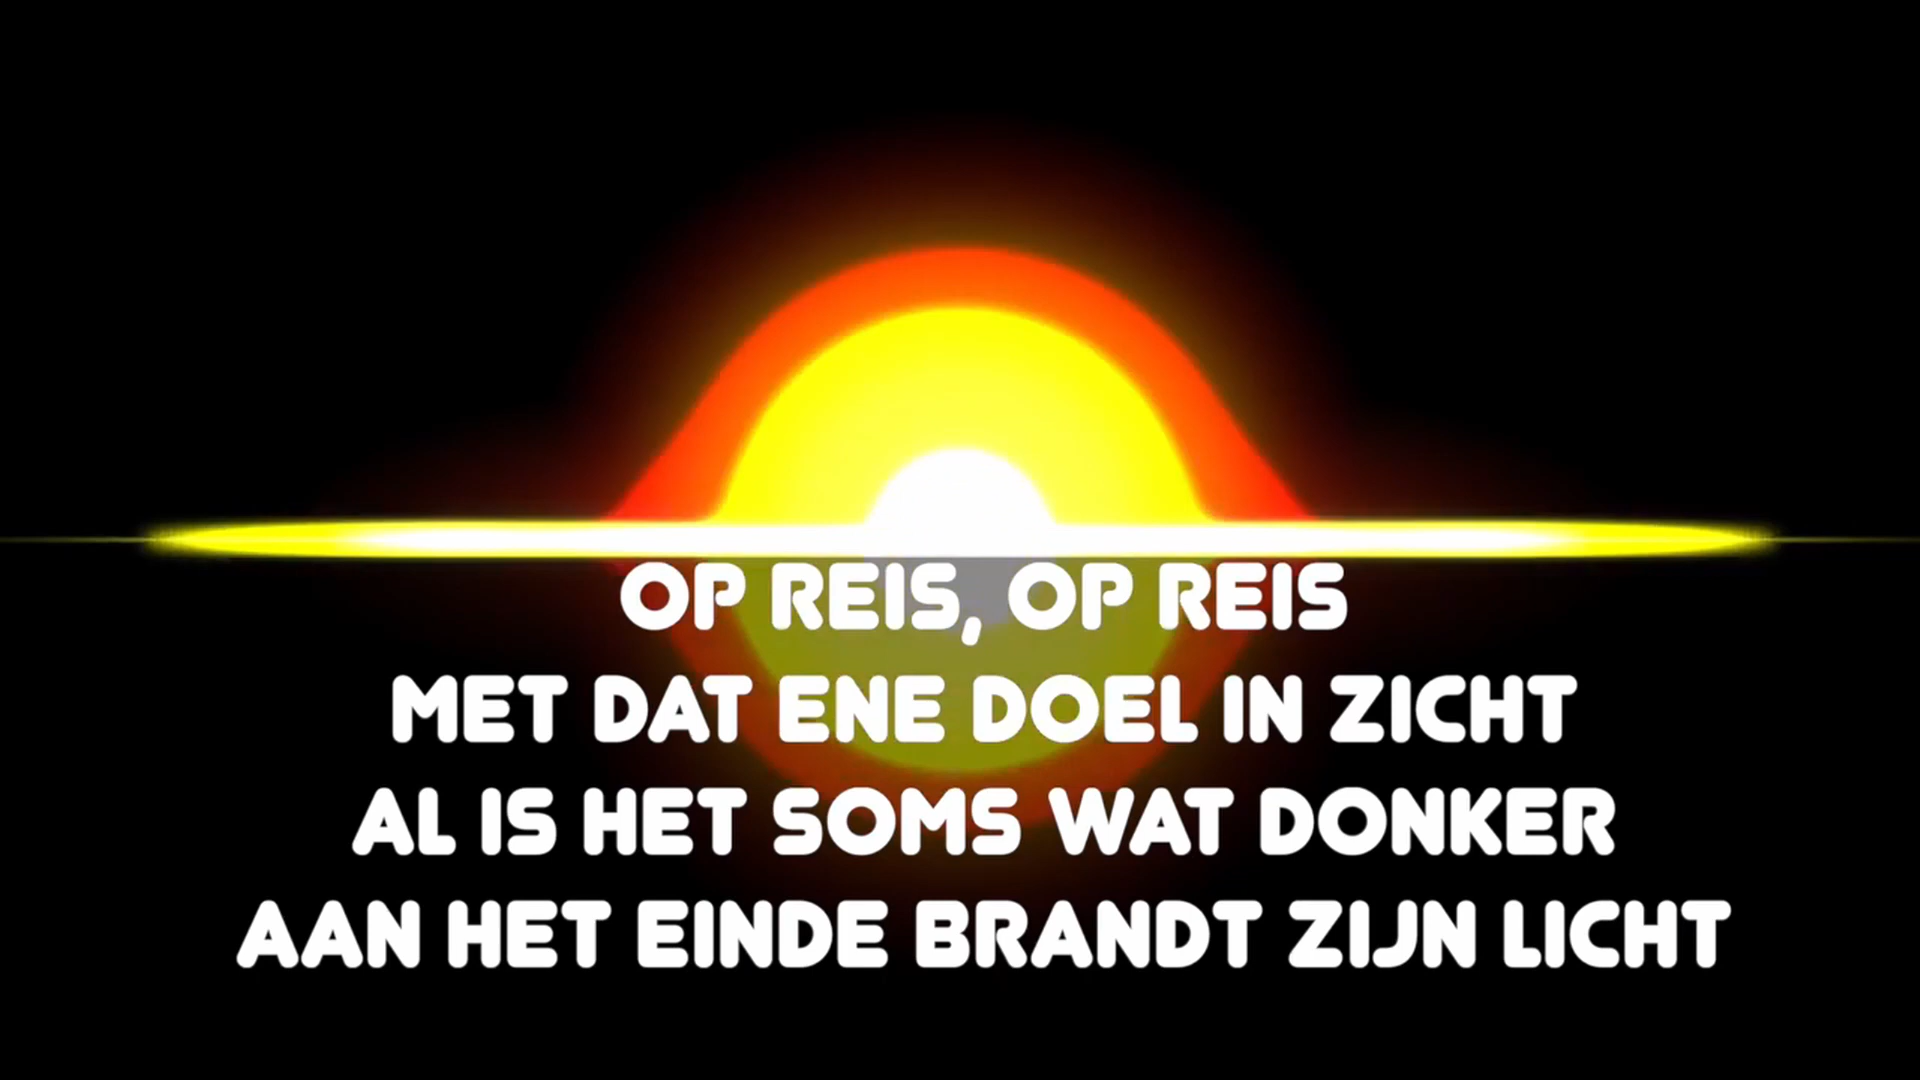 OP REIS, OP REIS
MET DAT ENE DOEL IN ZICHT
AL IS HET SOMS WAT DONKER
AAN HET EINDE BRANDT ZIJN LICHT